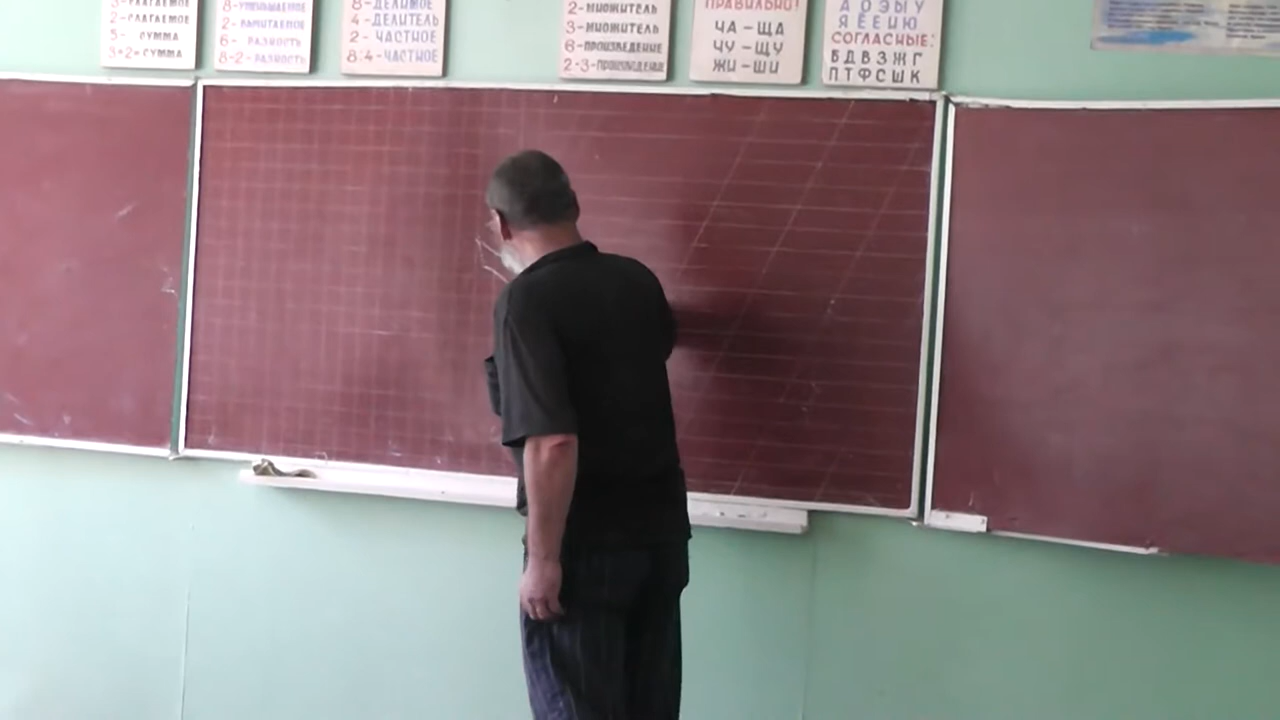 3-СЛАГАЕМОЕ
2-СЛАГАЕМОЕ
5- СУММА
3+2-СУММА
8-УМЕНЬШАЕМОЕ
2-ВЫЧИТАЕМОЕ
6- РАЗНОСТЬ
8-2-РАЗНОСТЬ
8-ДЕЛИМОЕ
4-ДЕЛИТЕЛЬ
2- ЧАСТНОЕ
8:4-ЧАСТНОЕ
2-МНОЖИТЕЛЬ
3-МНОЖИТЕЛЬ
6-ПРОИЗВЕДЕНИЕ
2·3-ПРОИЗВЕДЕНИЕ
ПРАВИЛЬНО!
ЧА-ЩА
ЧУ-ЩУ
ЖИ-ШИ
А О Э Ы У
Я Ё Е И Ю
СОГЛАСНЫЕ:
Б Д В З Ж Г
П Т Ф С Ш К